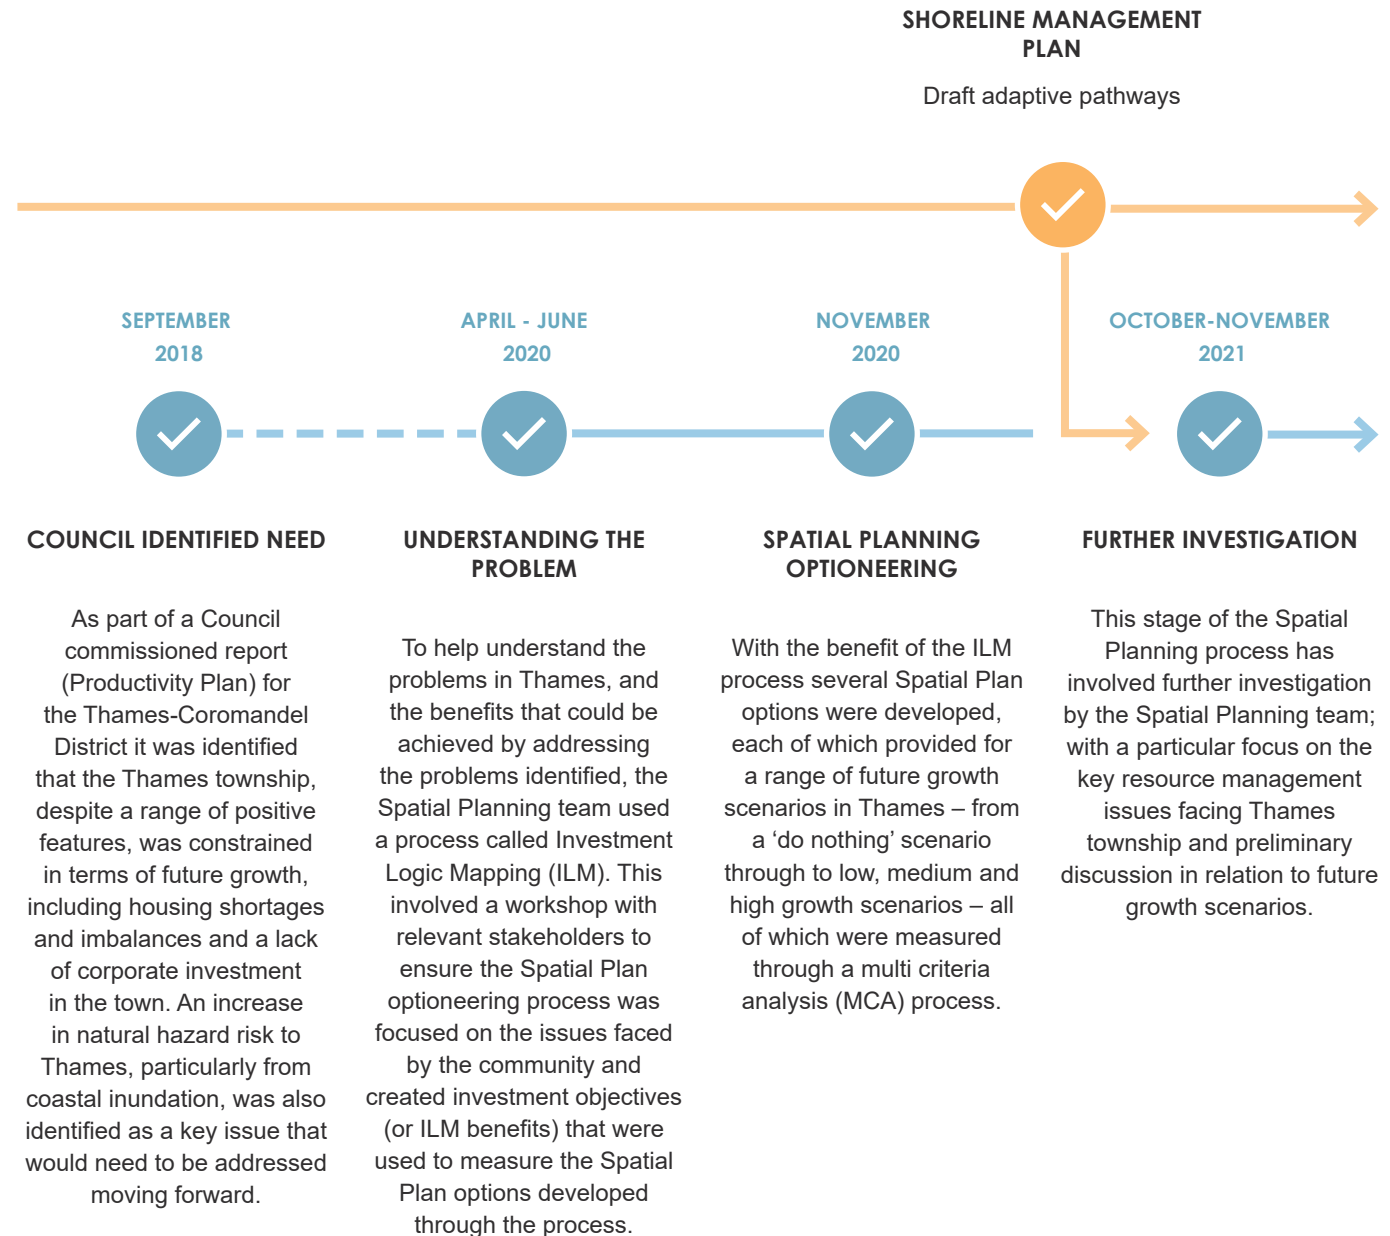 SHORELINE MANAGEMENT
PLAN
Draft adaptive pathways
SEPTEMBER
2018
COUNCIL IDENTIFIED NEED
As part of a Council
commissioned report
(Productivity Plan) for
the Thames-Coromandel
District it was identified
that the Thames township,
despite a range of positive
features, was constrained
in terms of future growth,
including housing shortages
and imbalances and a lack
of corporate investment
in the town. An increase
in natural hazard risk to
Thames, particularly from
coastal inundation, was also
identified as a key issue that
would need to be addressed
moving forward.
APRIL - JUNE
2020
UNDERSTANDING THE
PROBLEM
To help understand the
problems in Thames, and
the benefits that could be
achieved by addressing
the problems identified, the
Spatial Planning team used
a process called Investment
Logic Mapping (ILM). This
involved a workshop with
relevant stakeholders to
ensure the Spatial Plan
optioneering process was
focused on the issues faced
by the community and
created investment objectives
(or ILM benefits) that were
used to measure the Spatial
Plan options developed
through the process.
NOVEMBER
2020
SPATIAL PLANNING
OPTIONEERING
With the benefit of the ILM
process several Spatial Plan
options were developed,
each of which provided for
a range of future growth
scenarios in Thames – from
a ‘do nothing’ scenario
through to low, medium and
high growth scenarios – all
of which were measured
through a multi criteria
analysis (MCA) process.
OCTOBER-NOVEMBER
2021
FURTHER INVESTIGATION
This stage of the Spatial
Planning process has
involved further investigation
by the Spatial Planning team;
with a particular focus on the
key resource management
issues facing Thames
township and preliminary
discussion in relation to future
growth scenarios.